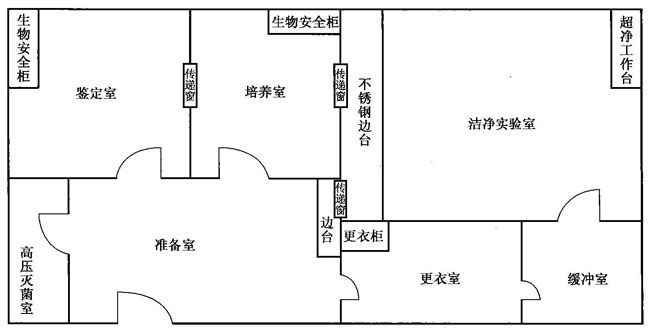 生物安全柜
鉴定室
传递窗
生物安全柜
培养室
传递窗
不锈钢边台
超净工作台
洁净实验室
高压灭菌室
准备室
边台
传递窗
更衣柜
更衣室
缓冲室